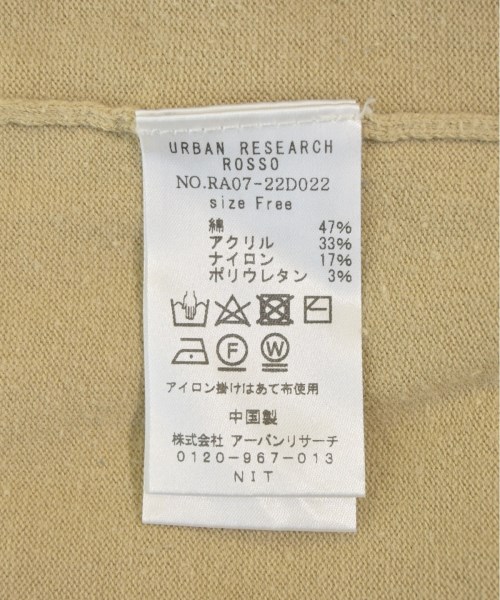 URBAN RESEARCH
ROSSO
NO.RA07-22D022
size Free
綿 47%
アクリル 33%
ナイロン 17%
ポリウレタン 3%
F W
アイロン掛けはあて布使用
中国製
株式会社 アーバンリサーチ
0120-967-013
NIT